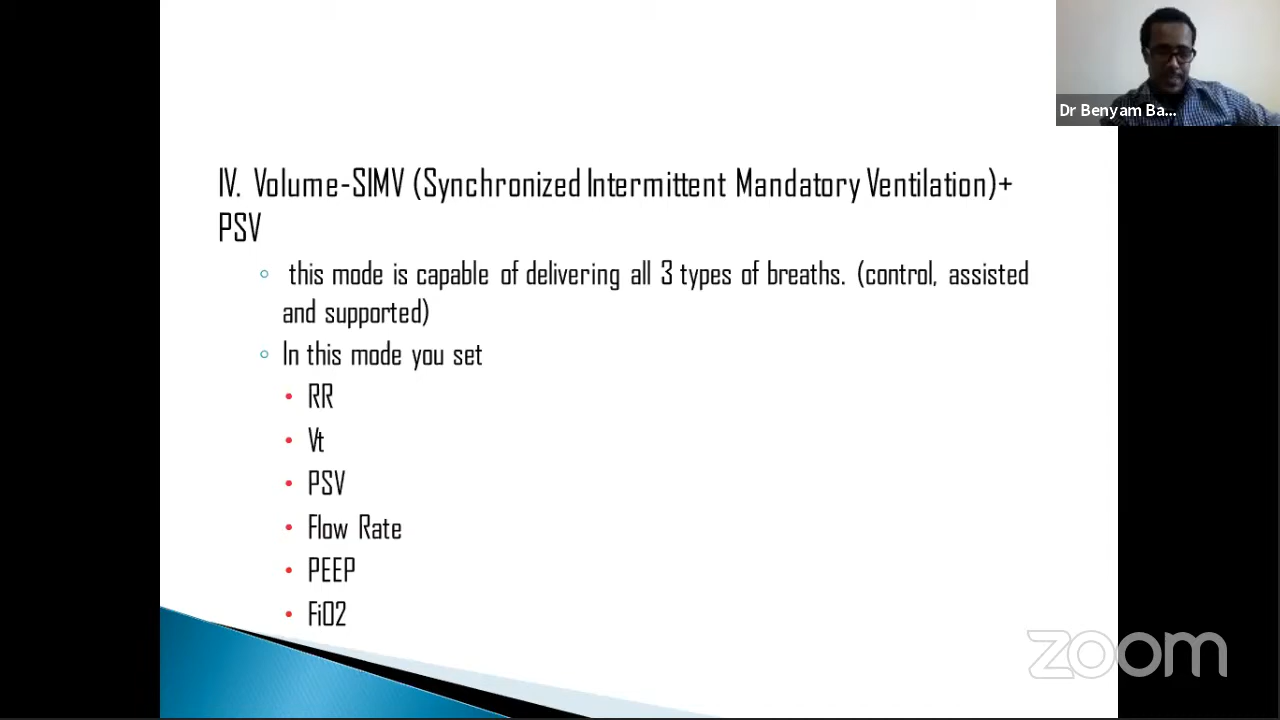 Dr Benyam Ba...
IV. Volume-SIMV (Synchronized Intermittent Mandatory Ventilation)+
PSV
this mode is capable of delivering all 3 types of breaths. (control, assisted
and supported)
In this mode you set
RR
Vt
PSV
Flow Rate
PEEP
FiO2
zoom